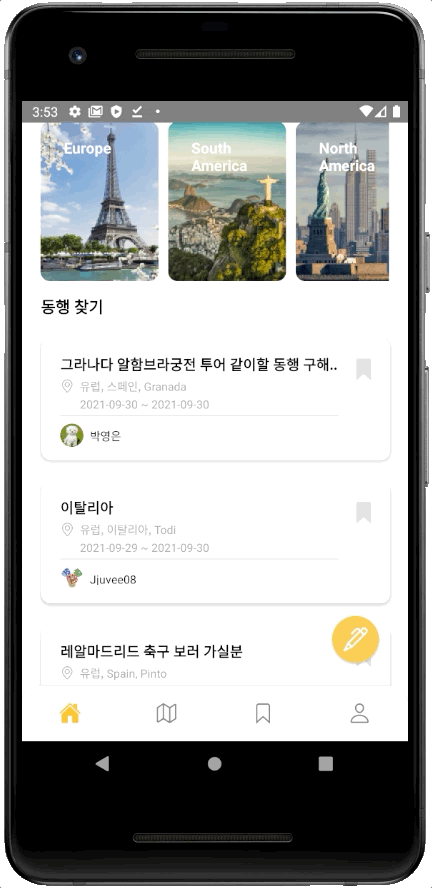 3:53
Europe
South
America
North
America
동행 찾기
그라나다 알함브라궁전 투어 같이할 동행 구해..
유럽, 스페인, Granada
2021-09-30 ~ 2021-09-30
박영은
이탈리아
유럽, 이탈리아, Todi
2021-09-29 ~ 2021-09-30
Jjuvee08
레알마드리드 축구 보러 가실분
유럽, Spain, Pinto